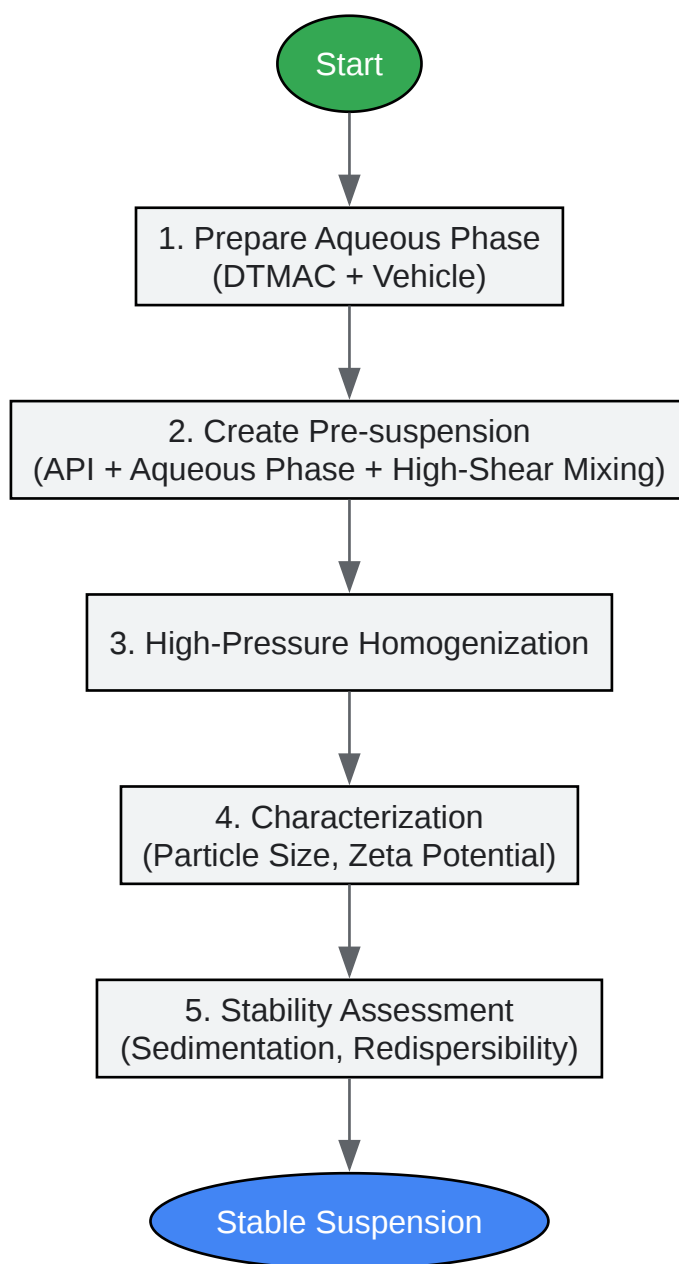 Start
1. Prepare Aqueous Phase
(DTMAC + Vehicle)
2. Create Pre-suspension
(API + Aqueous Phase + High-Shear Mixing)
3. High-Pressure Homogenization
4. Characterization
(Particle Size, Zeta Potential)
5. Stability Assessment
(Sedimentation, Redispersibility)
Stable Suspension